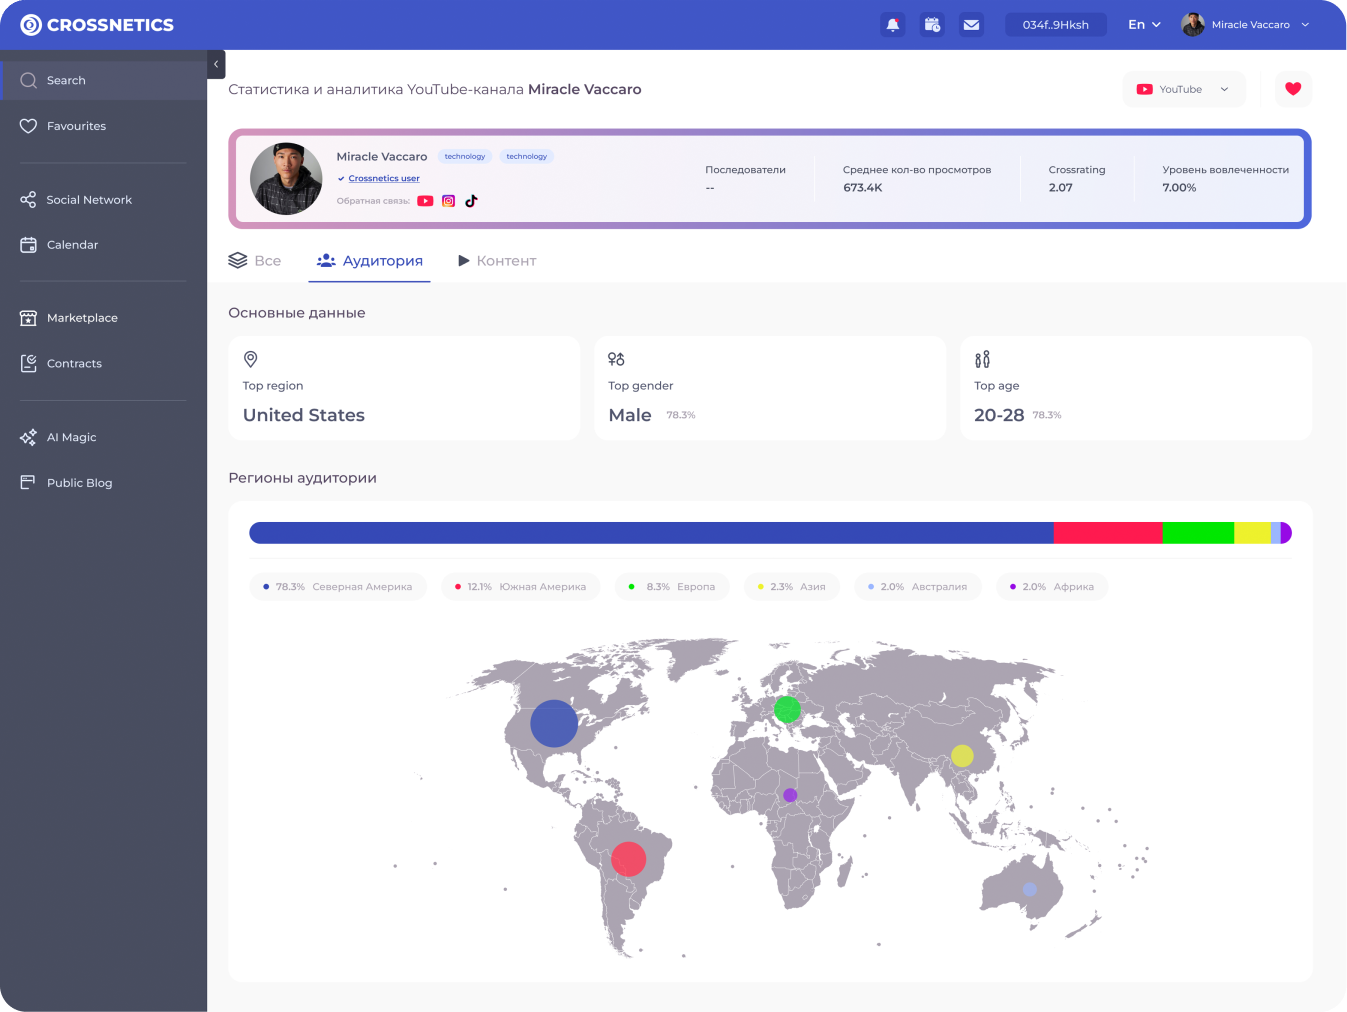 CROSSNETICS
034f..9Hksh
En
Miracle Vaccaro
Search
Favourites
Social Network
Calendar
Marketplace
Contracts
AI Magic
Public Blog
Статистика и аналитика YouTube-канала Miracle Vaccaro
YouTube
Miracle Vaccaro technology technology
Crossnetics user
Обратная связь:
Последователи
--
Среднее кол-во просмотров
673.4K
Crossrating
2.07
Уровень вовлеченности
7.00%
Все
Аудитория
Контент
Основные данные
Top region
United States
Top gender
Male 78.3%
Top age
20-28 78.3%
Регионы аудитории
78.3% Северная Америка
12.1% Южная Америка
8.3% Европа
2.3% Азия
2.0% Австралия
2.0% Африка